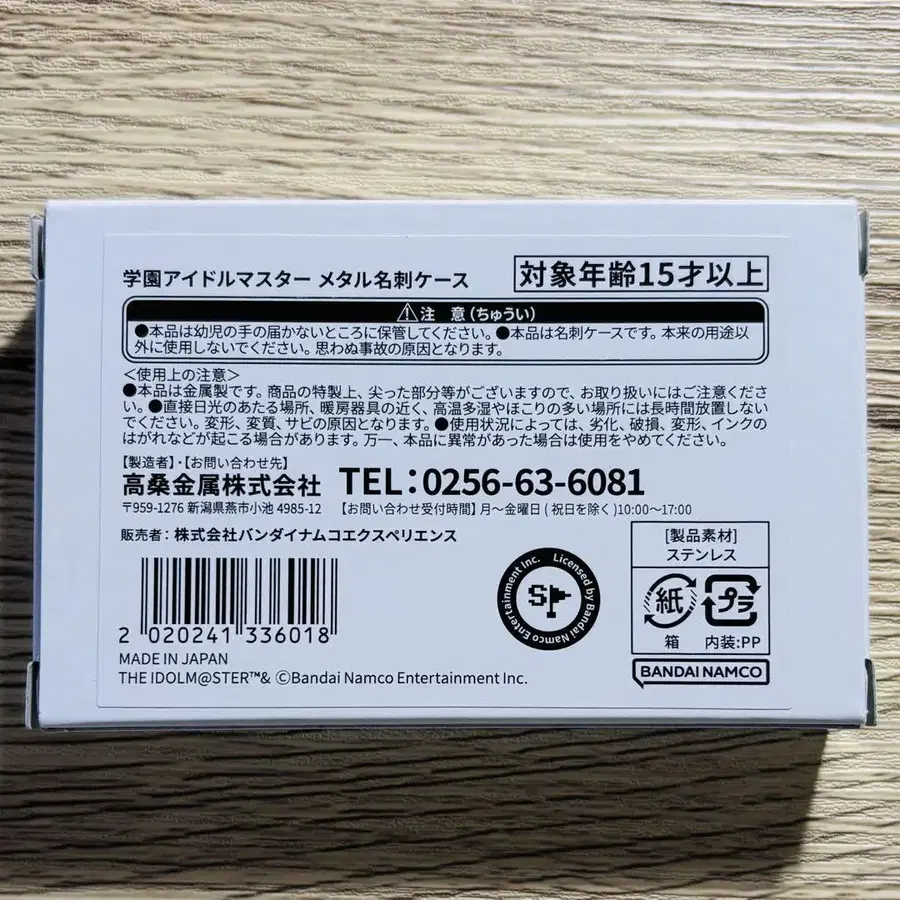 学園アイドルマスター メタル名刺ケース
対象年齢15才以上
注 意(ちゅうい)
●本品は幼児の手の届かないところに保管してください。●本品は名刺ケースです。本来の用途以
外に使用しないでください。思わぬ事故の原因となります。
＜使用上の注意＞
●本品は金属製です。商品の特製上、尖った部分等がございますので、お取り扱いにはご注意くださ
い。●直接日光のあたる場所、暖房器具の近く、高温多湿やほこりの多い場所には長時間放置しない
でください。変形、変質、サビの原因となります。●使用状況によっては、劣化、破損、変形、インクの
はがれなどが起こる場合があります。万一、本品に異常があった場合は使用をやめてください。
【製造者】・【お問い合わせ先】
高桑金属株式会社 TEL：0256-63-6081
〒959-1276 新潟県燕市小池 4985-12 【お問い合わせ受付時間】月～金曜日(祝日を除く)10:00～17:00
販売者：株式会社バンダイナムコエクスペリエンス
2 020241 336018
MADE IN JAPAN
THE IDOLM@STER™& ©Bandai Namco Entertainment Inc.
Licensed by Bandai Namco Entertainment Inc.
S
[製品素材]
ステンレス
紙
プラ
箱
内装:PP
BANDAI NAMCO